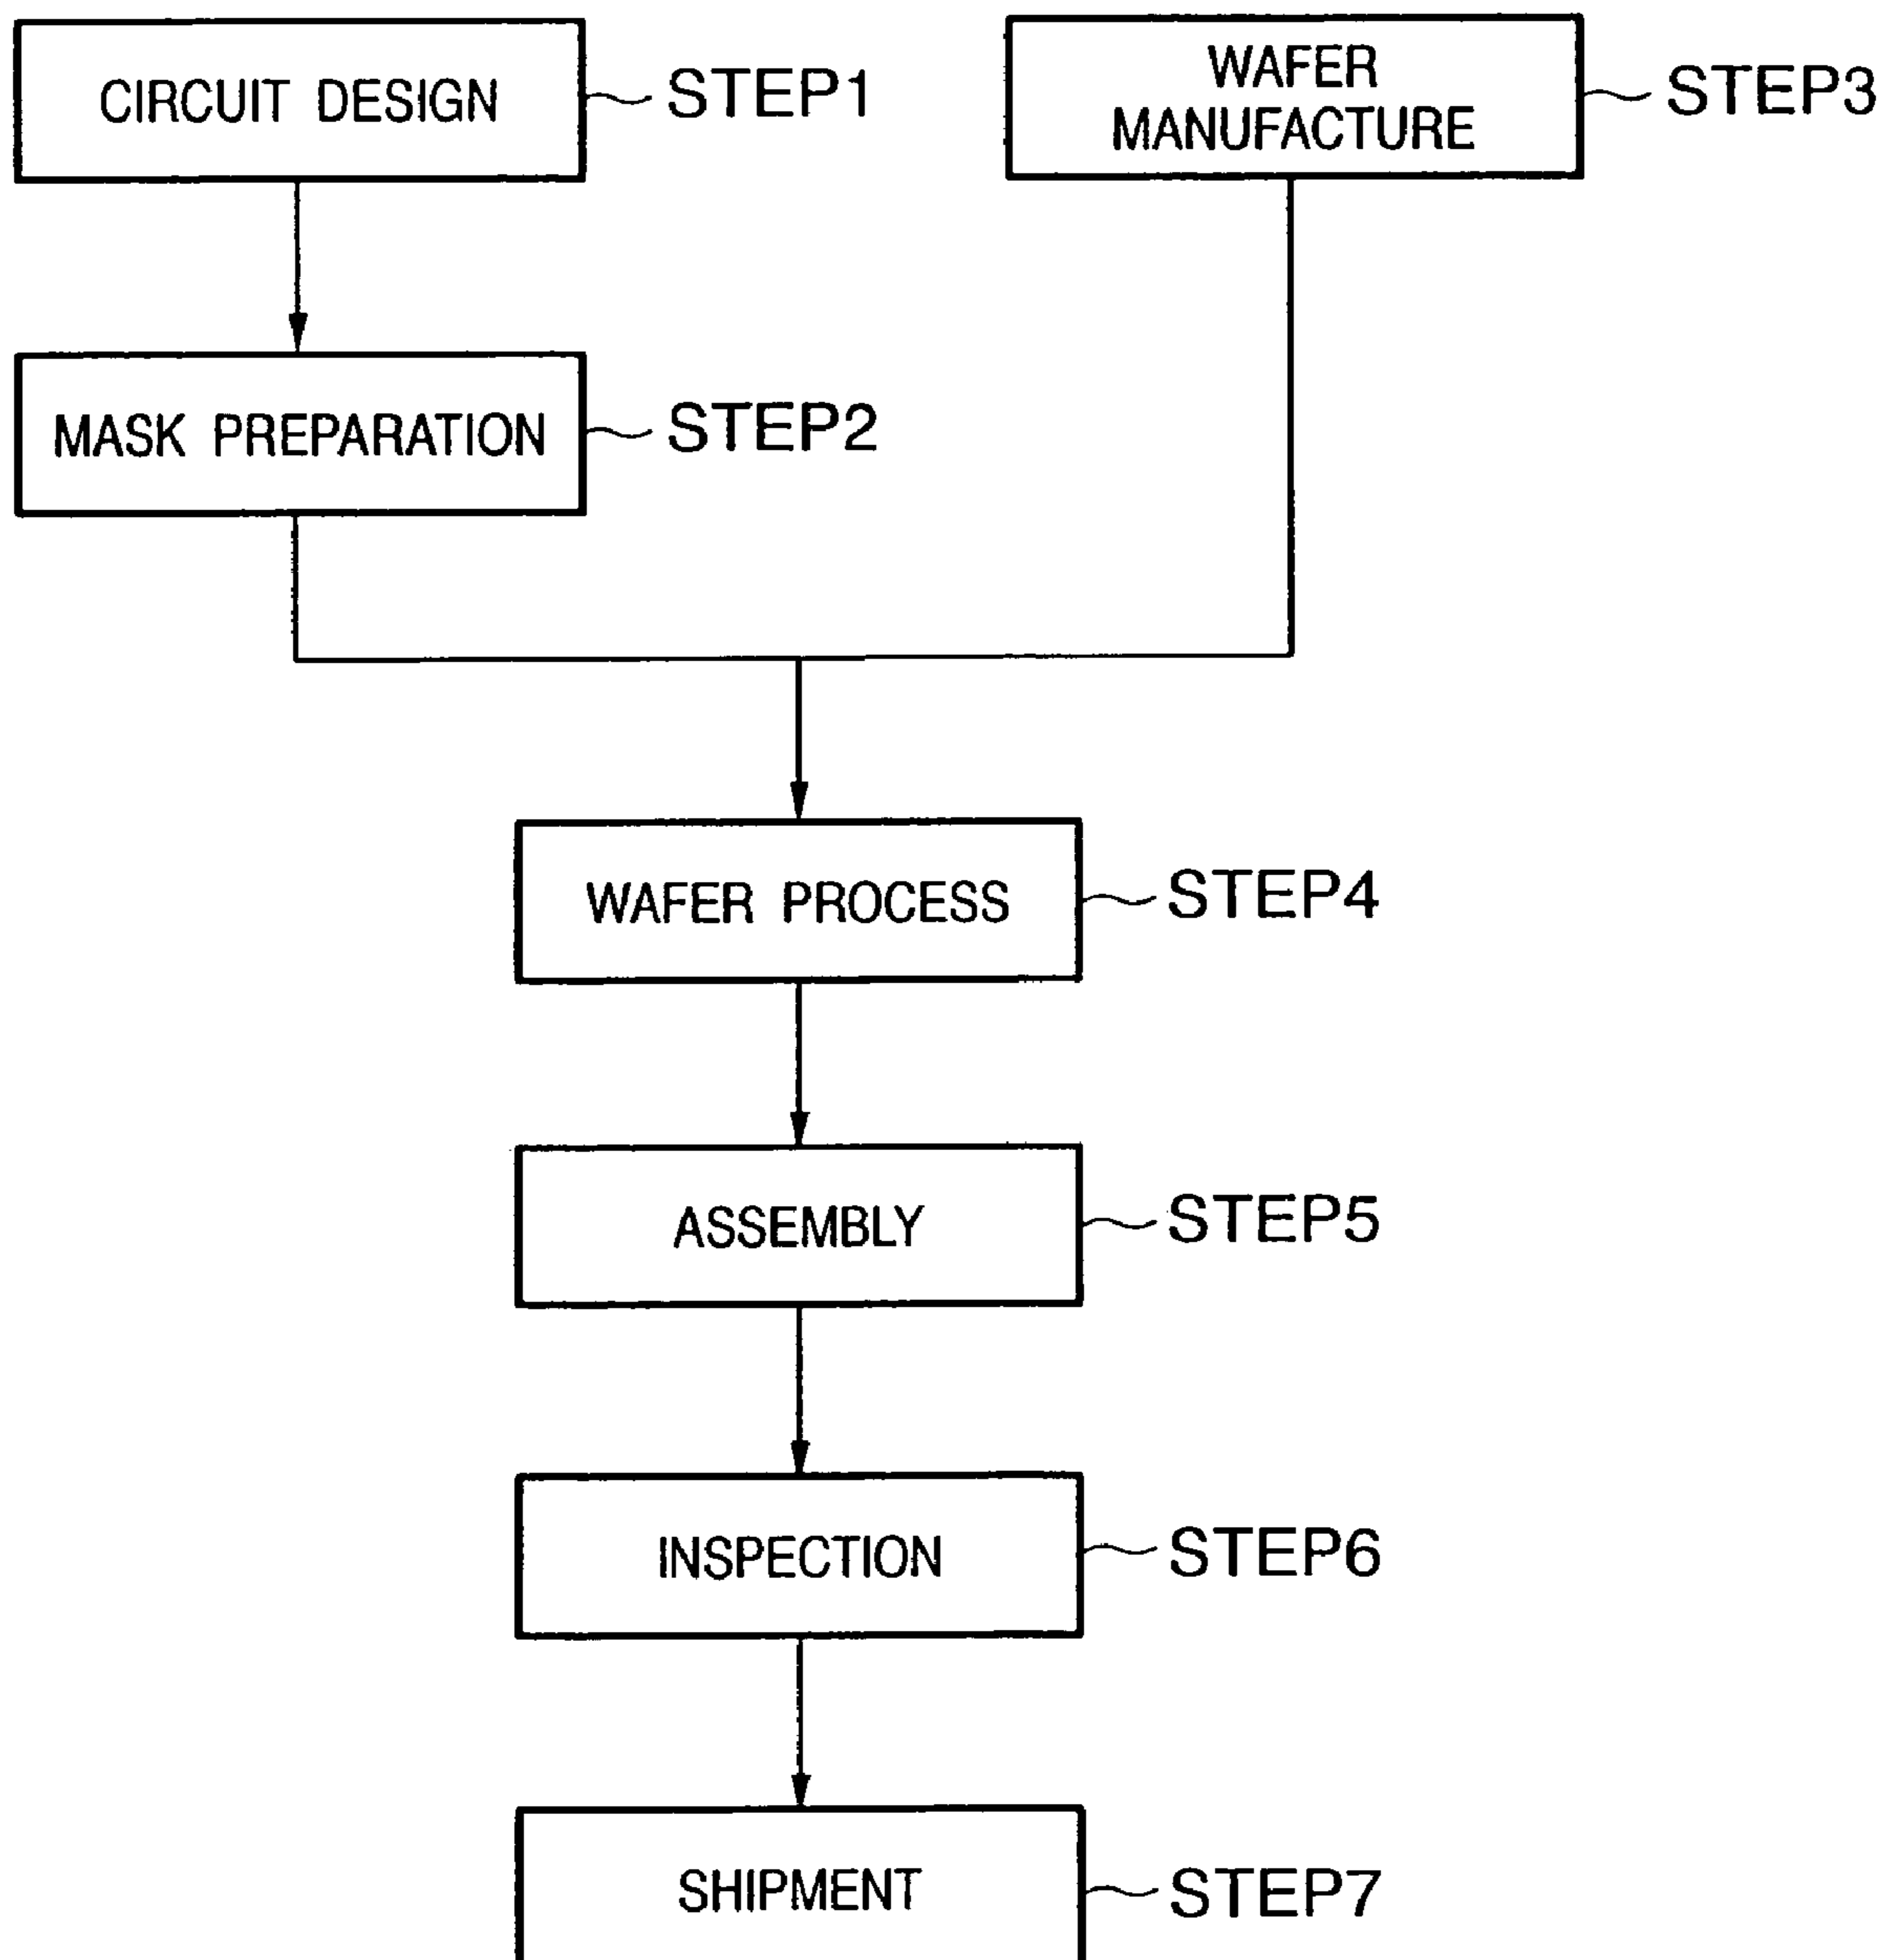 CIRCUIT DESIGN
STEP1
WAFER
MANUFACTURE
STEP3
MASK PREPARATION
STEP2
WAFER PROCESS
STEP4
ASSEMBLY
STEP5
INSPECTION
STEP6
SHIPMENT
STEP7